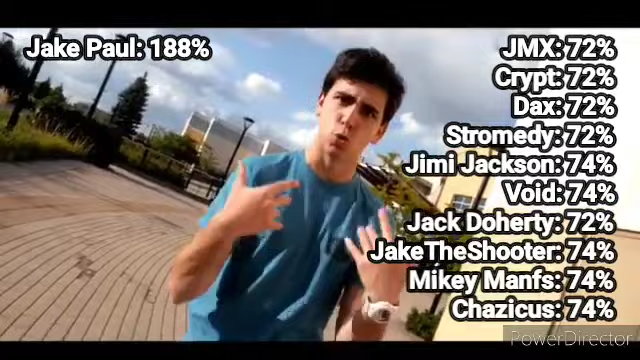 Jake Paul: 188%
JMX: 72%
Crypt: 72%
Dax: 72%
Stromedy: 72%
Jimi Jackson: 74%
Void: 74%
Jack Doherty: 72%
JakeTheShooter: 74%
Mikey Manfs: 74%
Chazicus: 74%
PowerDirector